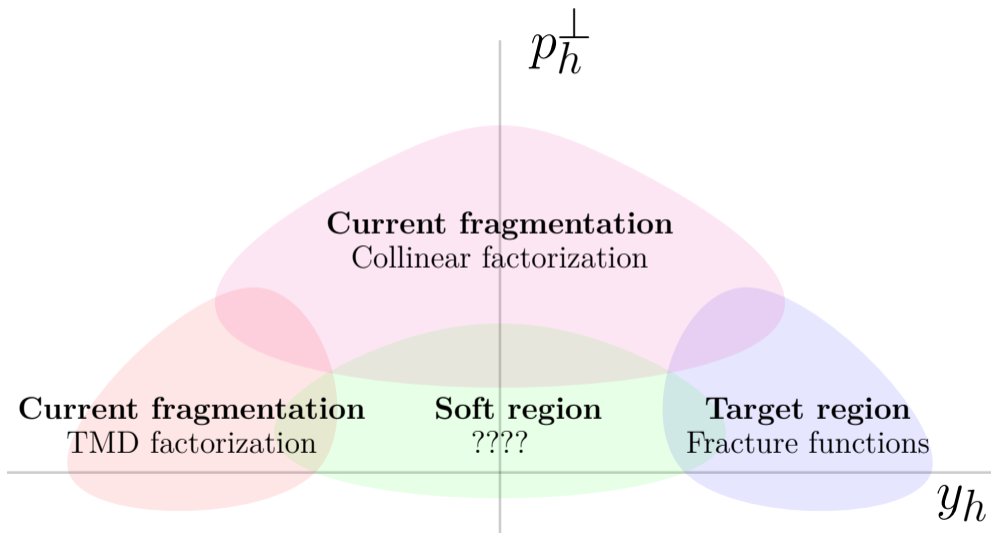 p_h^⊥
Current fragmentation
Collinear factorization
Current fragmentation
TMD factorization
Soft region
????
Target region
Fracture functions
y_h